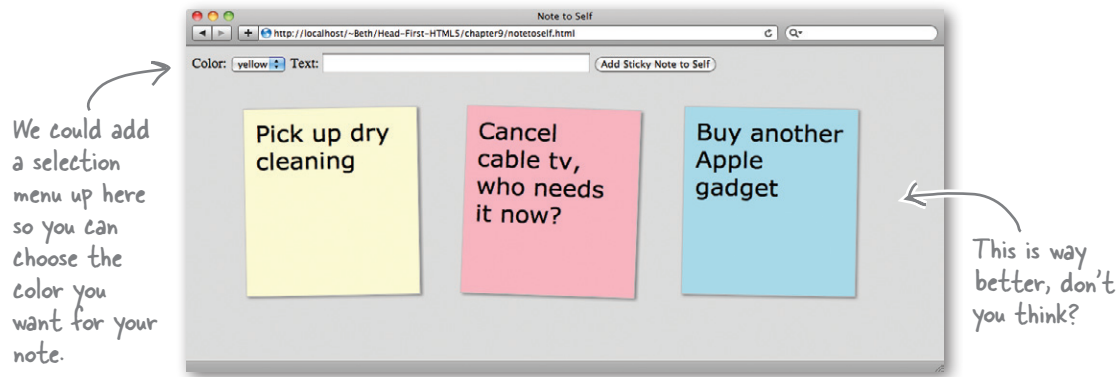 Note to Self
http://localhost/~Beth/Head-First-HTML5/chapter9/notetoself.html
Color: yellow Text: Add Sticky Note to Self
We could add
a selection
menu up here
so you can
choose the
color you
want for your
note.
Pick up dry
cleaning
Cancel
cable tv,
who needs
it now?
Buy another
Apple
gadget
This is way
better, don't
you think?